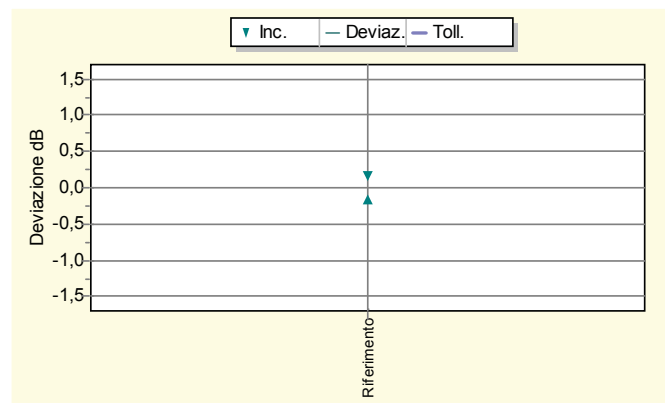 Inc. Deviaz. Toll.
Deviazione dB
1,5
1,0
0,5
0,0
-0,5
-1,0
-1,5
Riferimento